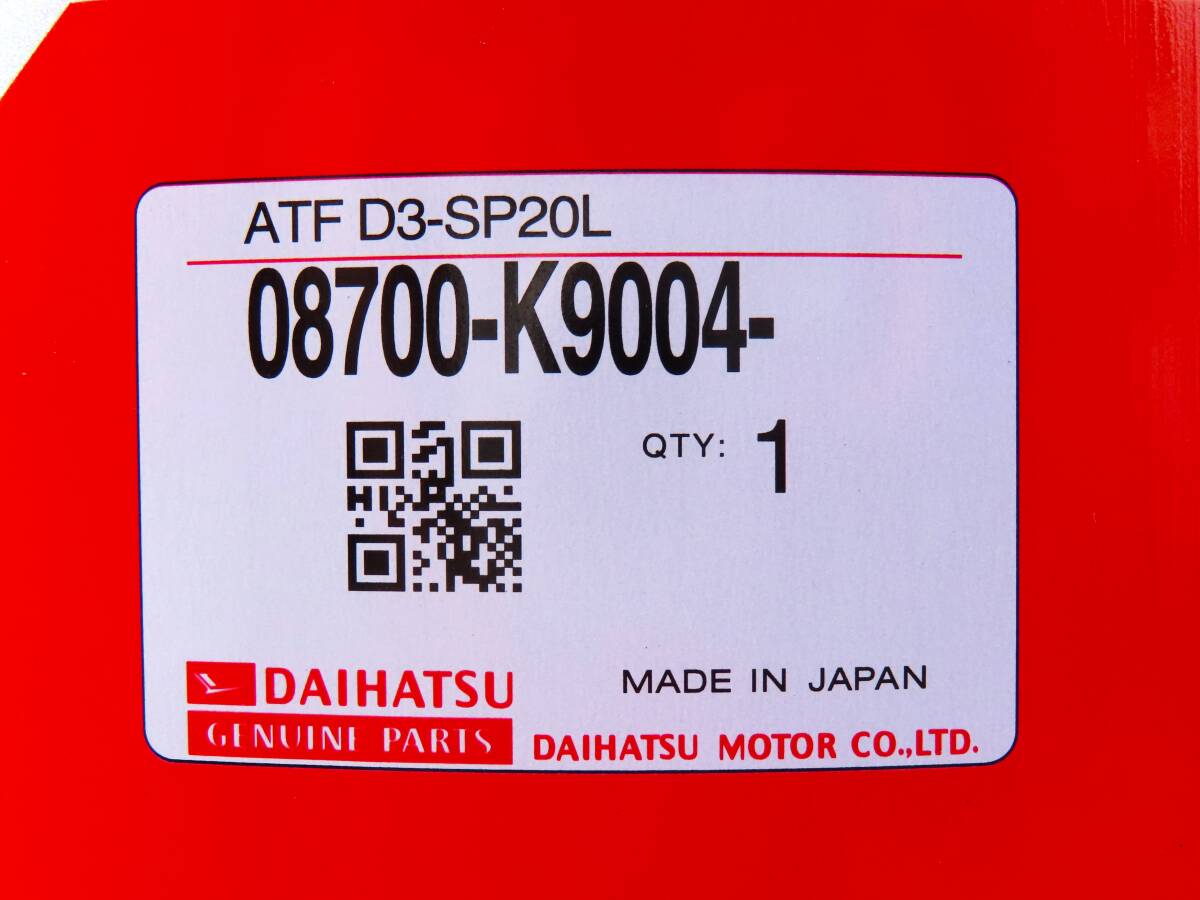 ATF D3-SP20L
08700-K9004-
QTY: 1
DAIHATSU
GENUINE PARTS
MADE IN JAPAN
DAIHATSU MOTOR CO.,LTD.